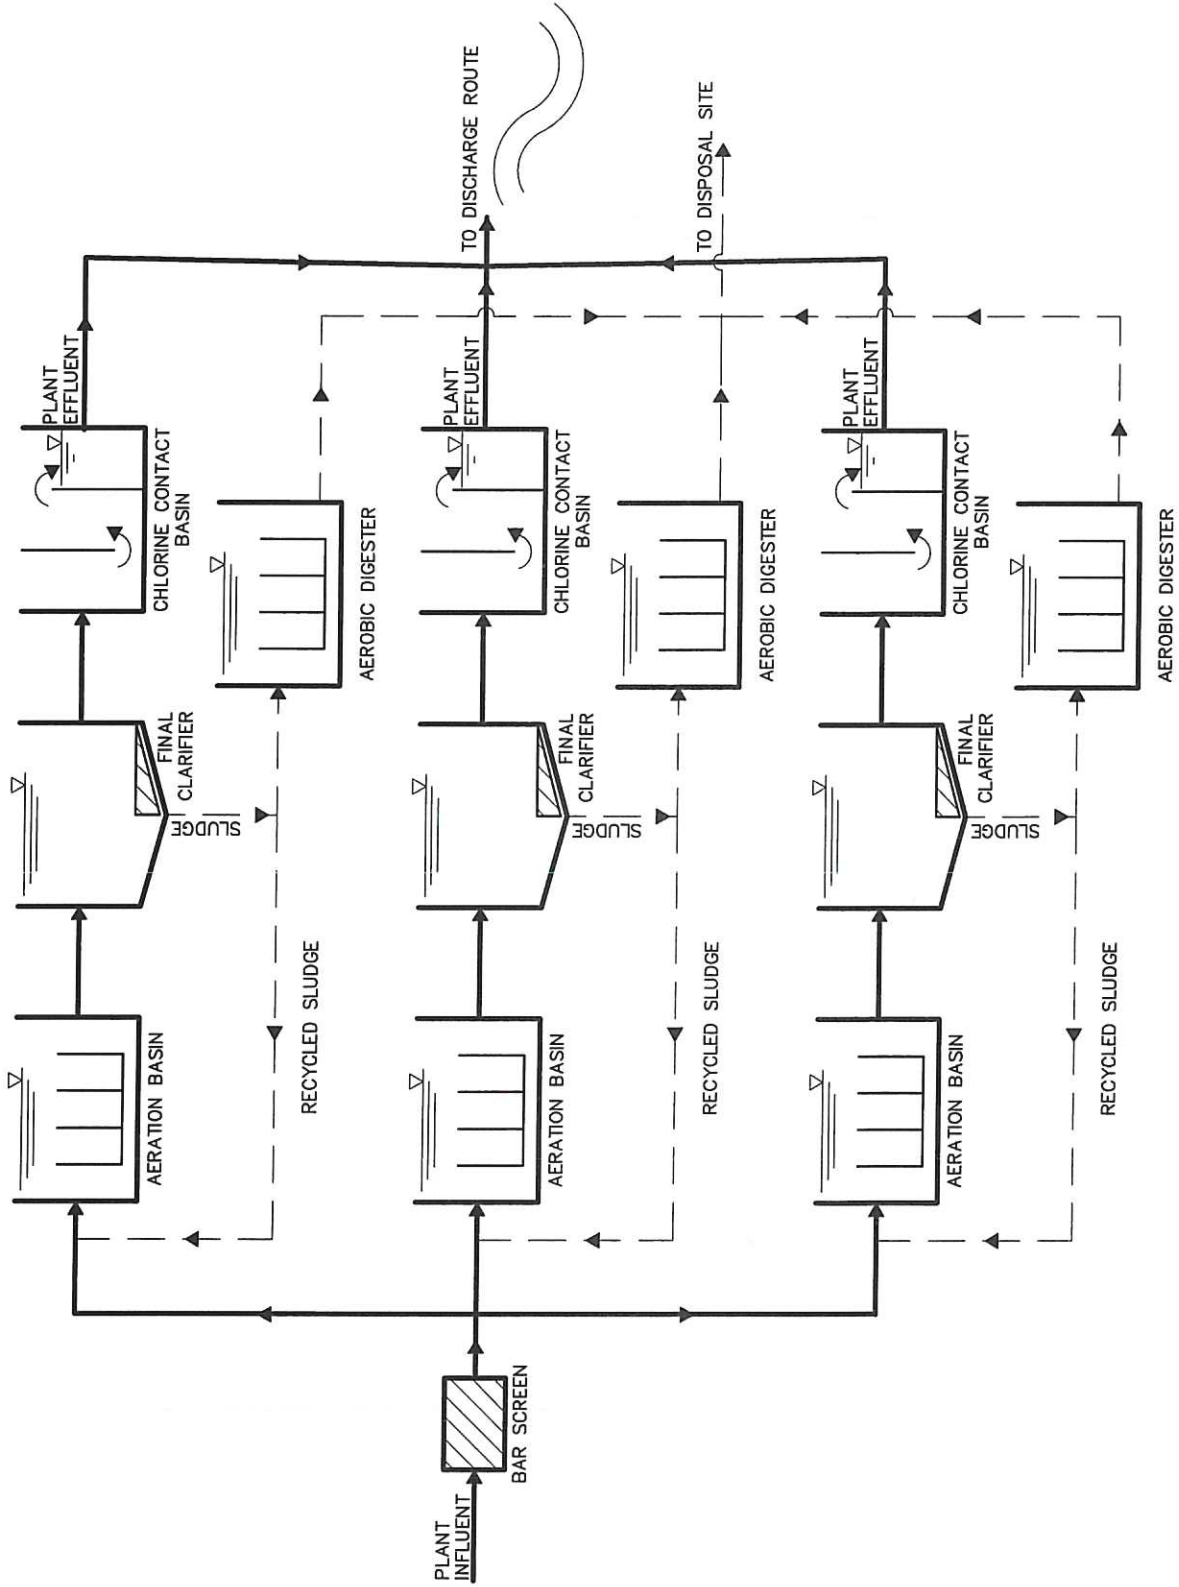 PLANT
INFLUENT
BAR SCREEN
AERATION BASIN
RECYCLED SLUDGE
SLUDGE
FINAL
CLARIFIER
AEROBIC DIGESTER
CHLORINE CONTACT
BASIN
PLANT
EFFLUENT
AERATION BASIN
RECYCLED SLUDGE
SLUDGE
FINAL
CLARIFIER
AEROBIC DIGESTER
CHLORINE CONTACT
BASIN
PLANT
EFFLUENT
AERATION BASIN
RECYCLED SLUDGE
SLUDGE
FINAL
CLARIFIER
AEROBIC DIGESTER
CHLORINE CONTACT
BASIN
PLANT
EFFLUENT
TO DISCHARGE ROUTE
TO DISPOSAL SITE